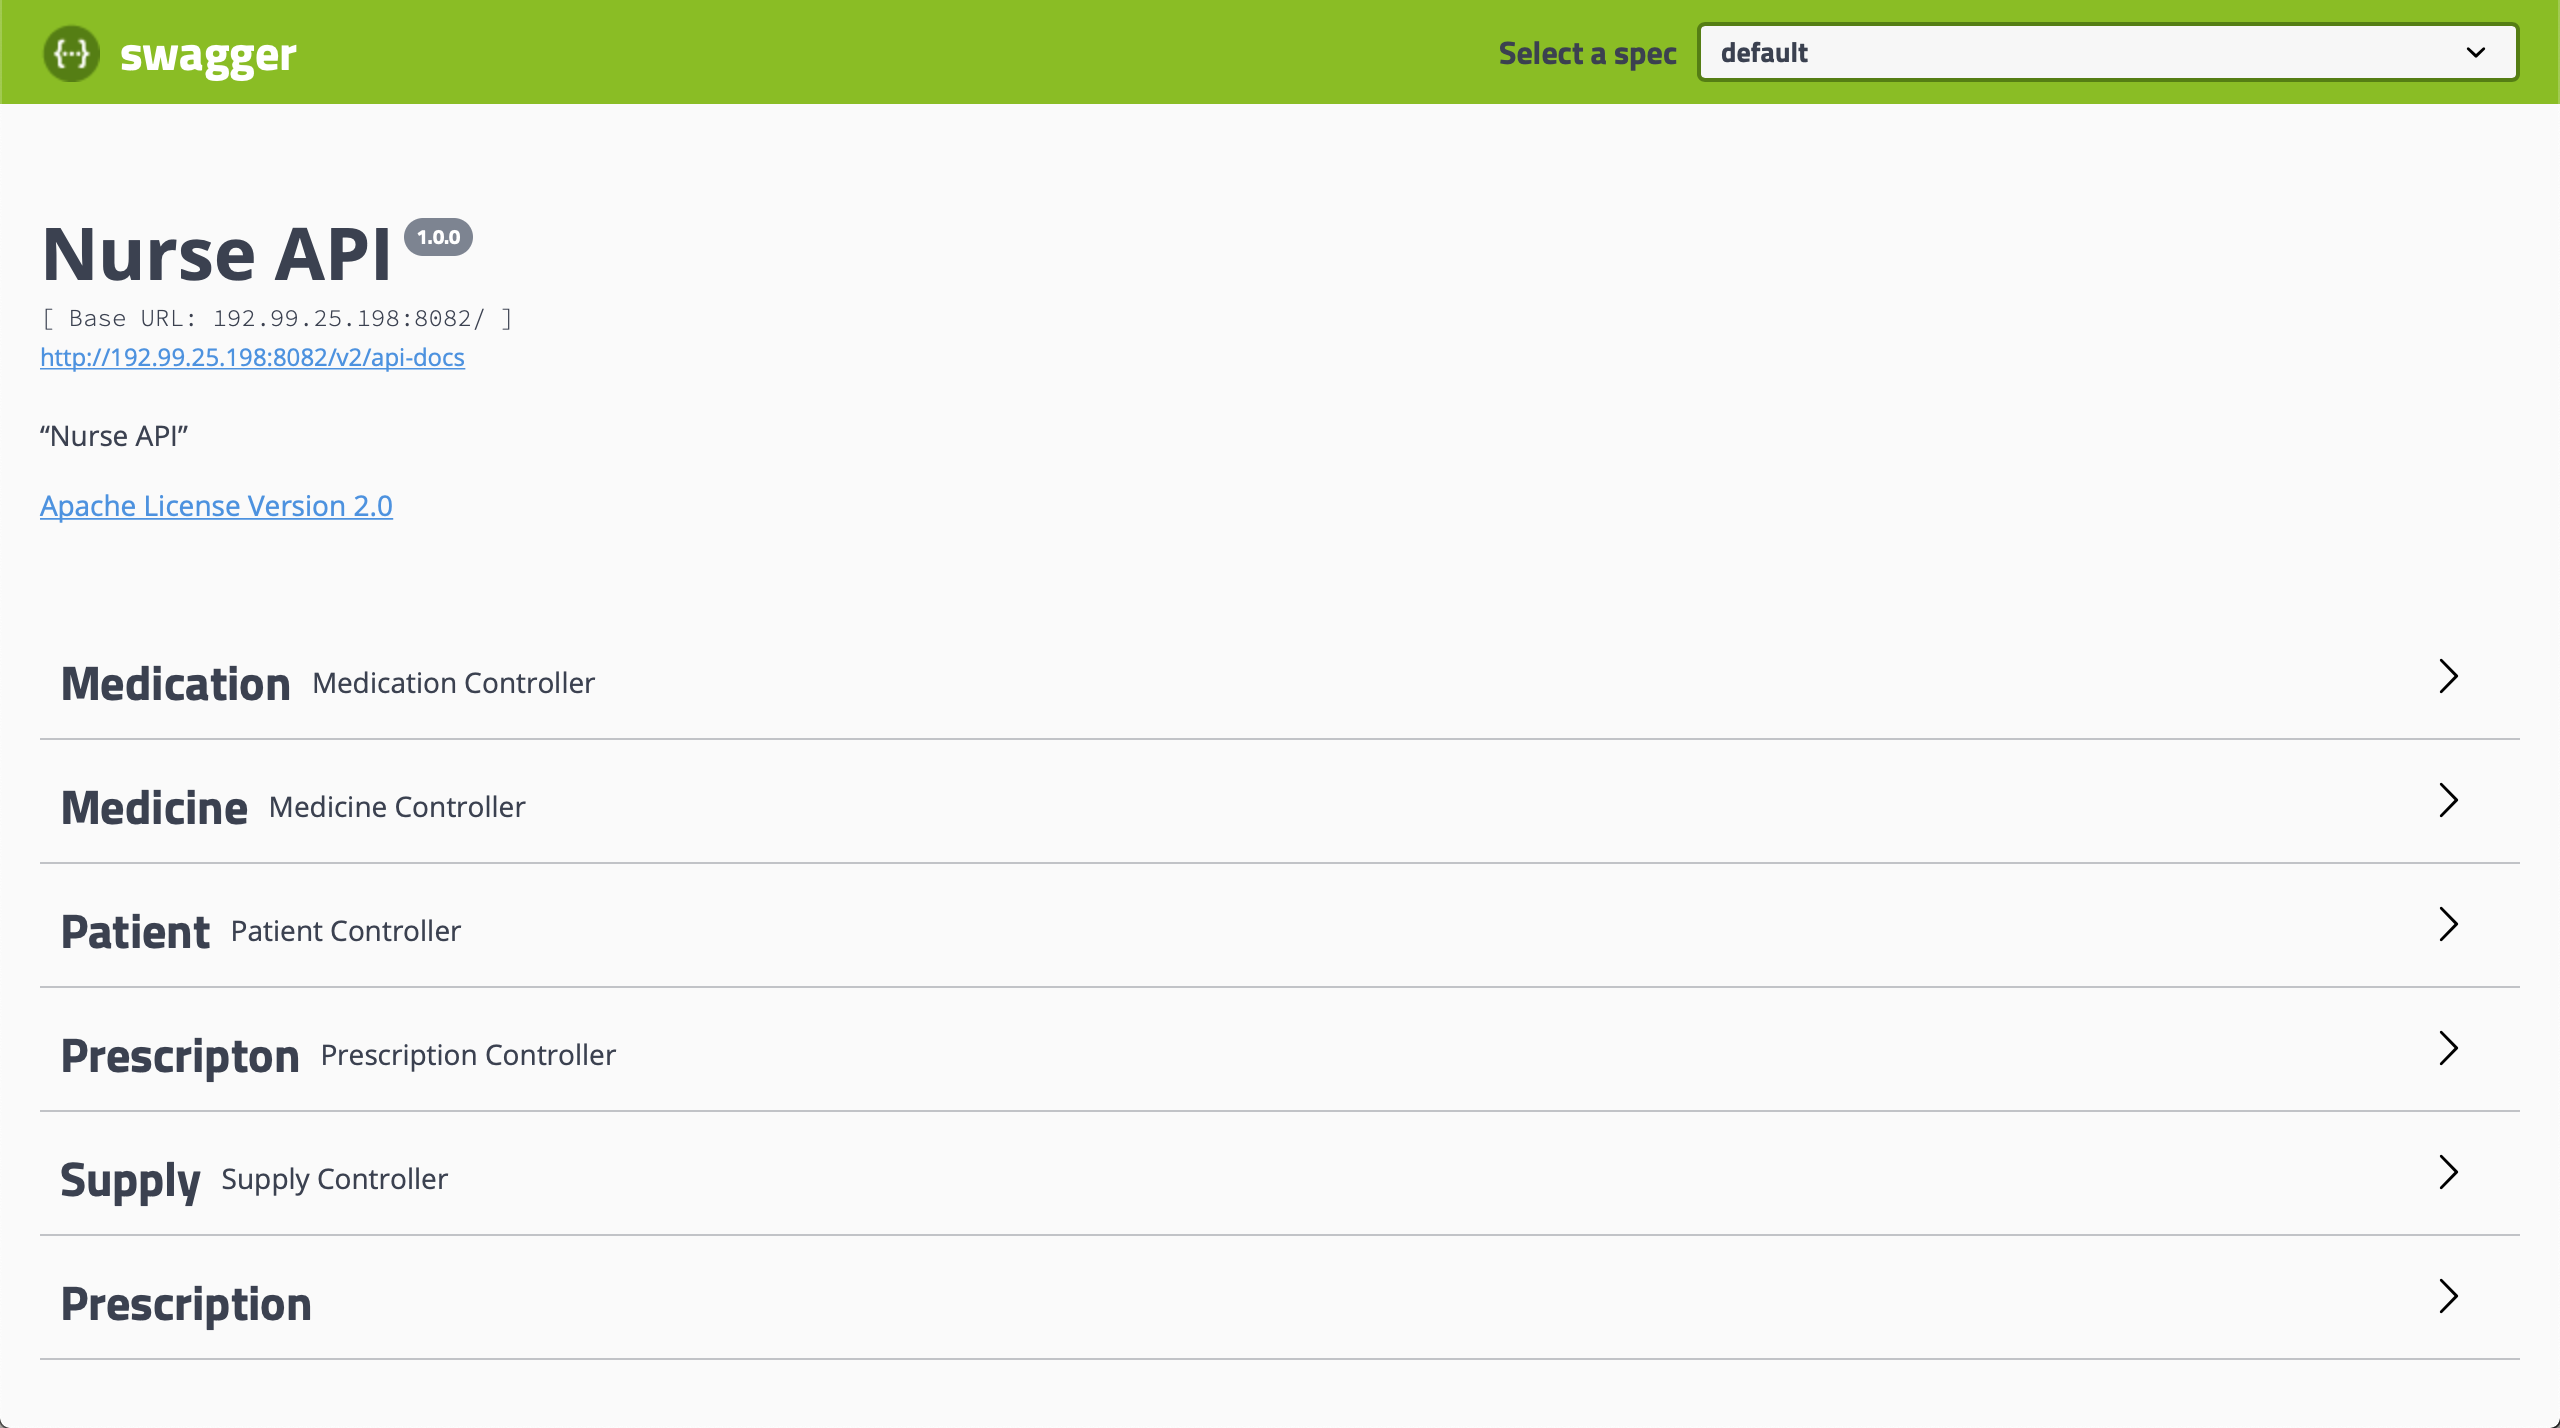 {···} swagger
Select a spec default
Nurse API 1.0.0
[ Base URL: 192.99.25.198:8082/ ]
http://192.99.25.198:8082/v2/api-docs
“Nurse API”
Apache License Version 2.0
Medication Medication Controller
Medicine Medicine Controller
Patient Patient Controller
Prescripton Prescription Controller
Supply Supply Controller
Prescription